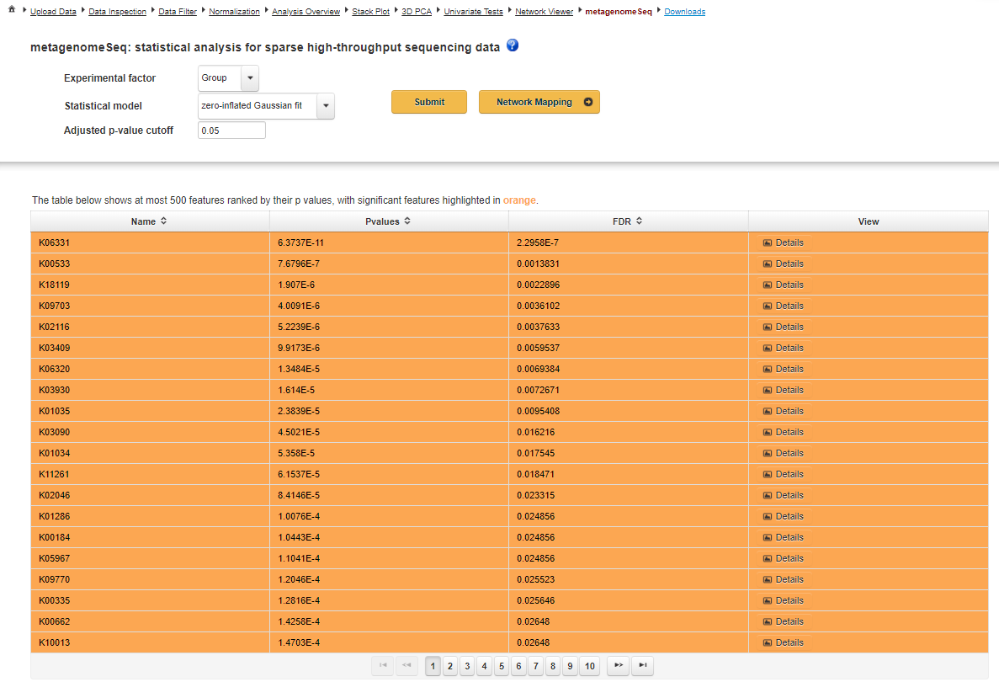 Upload Data Data Inspection Data Filter Normalization Analysis Overview Stack Plot 3D PCA Univariate Tests Network Viewer metagenomeSeq Downloads
metagenomeSeq: statistical analysis for sparse high-throughput sequencing data ?
Experimental factor Group
Statistical model zero-inflated Gaussian fit Submit Network Mapping
Adjusted p-value cutoff 0.05
The table below shows at most 500 features ranked by their p values, with significant features highlighted in orange.
Name Pvalues FDR View
K06331 6.3737E-11 2.2958E-7 Details
K00533 7.6796E-7 0.0013831 Details
K18119 1.907E-6 0.0022896 Details
K09703 4.0091E-6 0.0036102 Details
K02116 5.2239E-6 0.0037633 Details
K03409 9.9173E-6 0.0059537 Details
K06320 1.3484E-5 0.0069384 Details
K03930 1.614E-5 0.0072671 Details
K01035 2.3839E-5 0.0095408 Details
K03090 4.5021E-5 0.016216 Details
K01034 5.358E-5 0.017545 Details
K11261 6.1537E-5 0.018471 Details
K02046 8.4146E-5 0.023315 Details
K01286 1.0076E-4 0.024856 Details
K00184 1.0443E-4 0.024856 Details
K05967 1.1041E-4 0.024856 Details
K09770 1.2046E-4 0.025523 Details
K00335 1.2816E-4 0.025646 Details
K00662 1.4258E-4 0.02648 Details
K10013 1.4703E-4 0.02648 Details
1 2 3 4 5 6 7 8 9 10